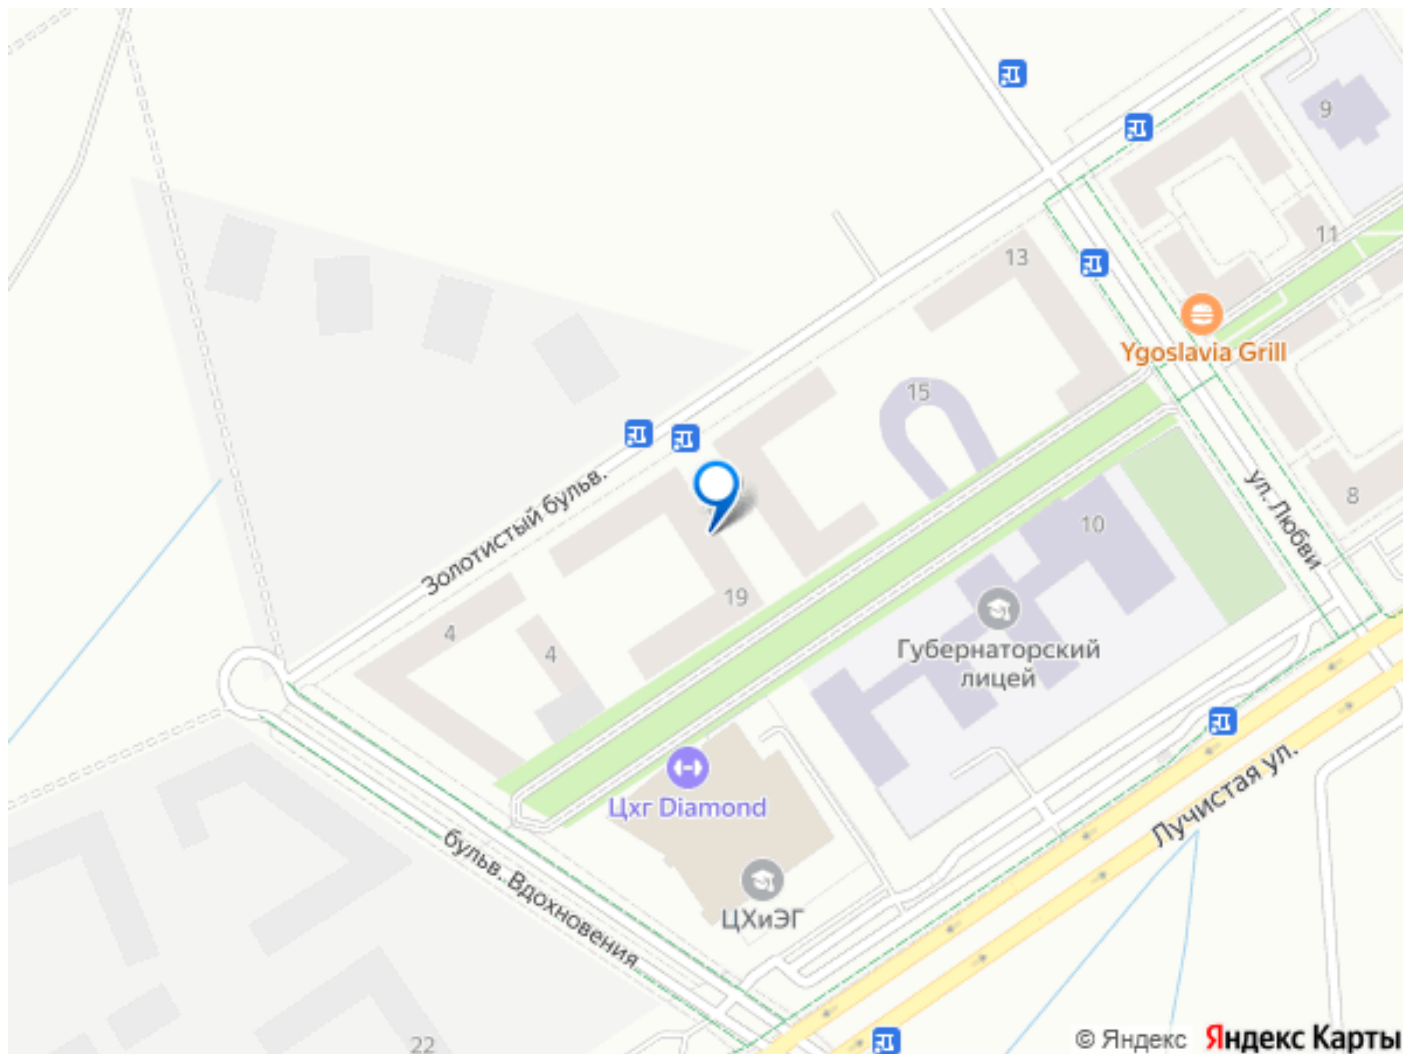 9
11
13
Ygoslavia Grill
15
8
ул. Любви
10
Золотистый бульв.
19
4
4
Губернаторский
лицей
Цхг Diamond
Лучистая ул.
бульв. Вдохновения
ЦХиЭГ
22
© Яндекс Яндекс Карты